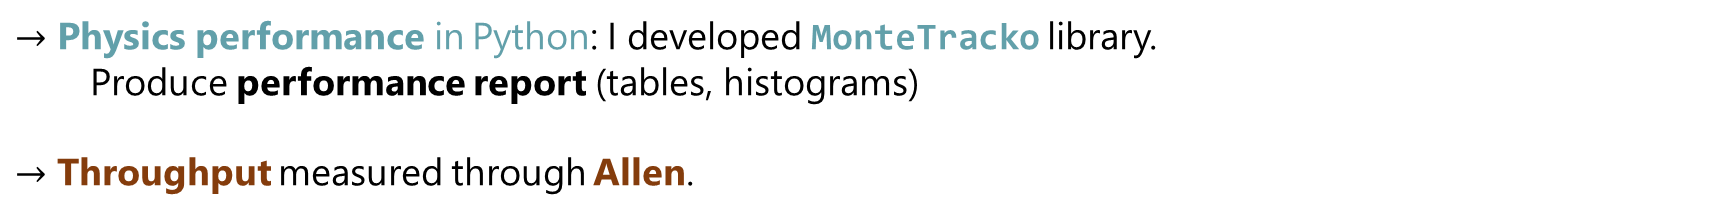 → Physics performance in Python: I developed MonteTracko library.
Produce performance report (tables, histograms)
→ Throughput measured through Allen.